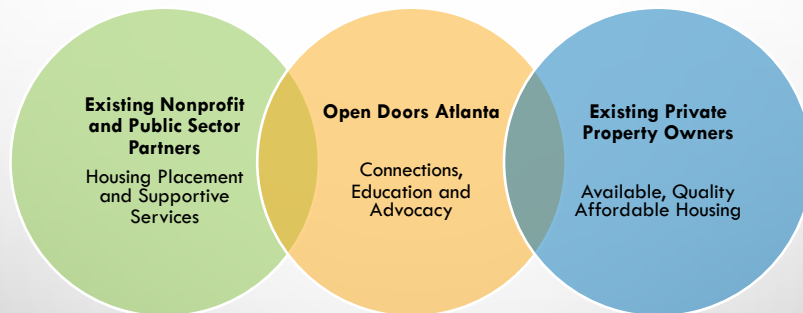 Existing Nonprofit
and Public Sector
Partners
Housing Placement
and Supportive
Services
Open Doors Atlanta
Connections,
Education and
Advocacy
Existing Private
Property Owners
Available, Quality
Affordable Housing